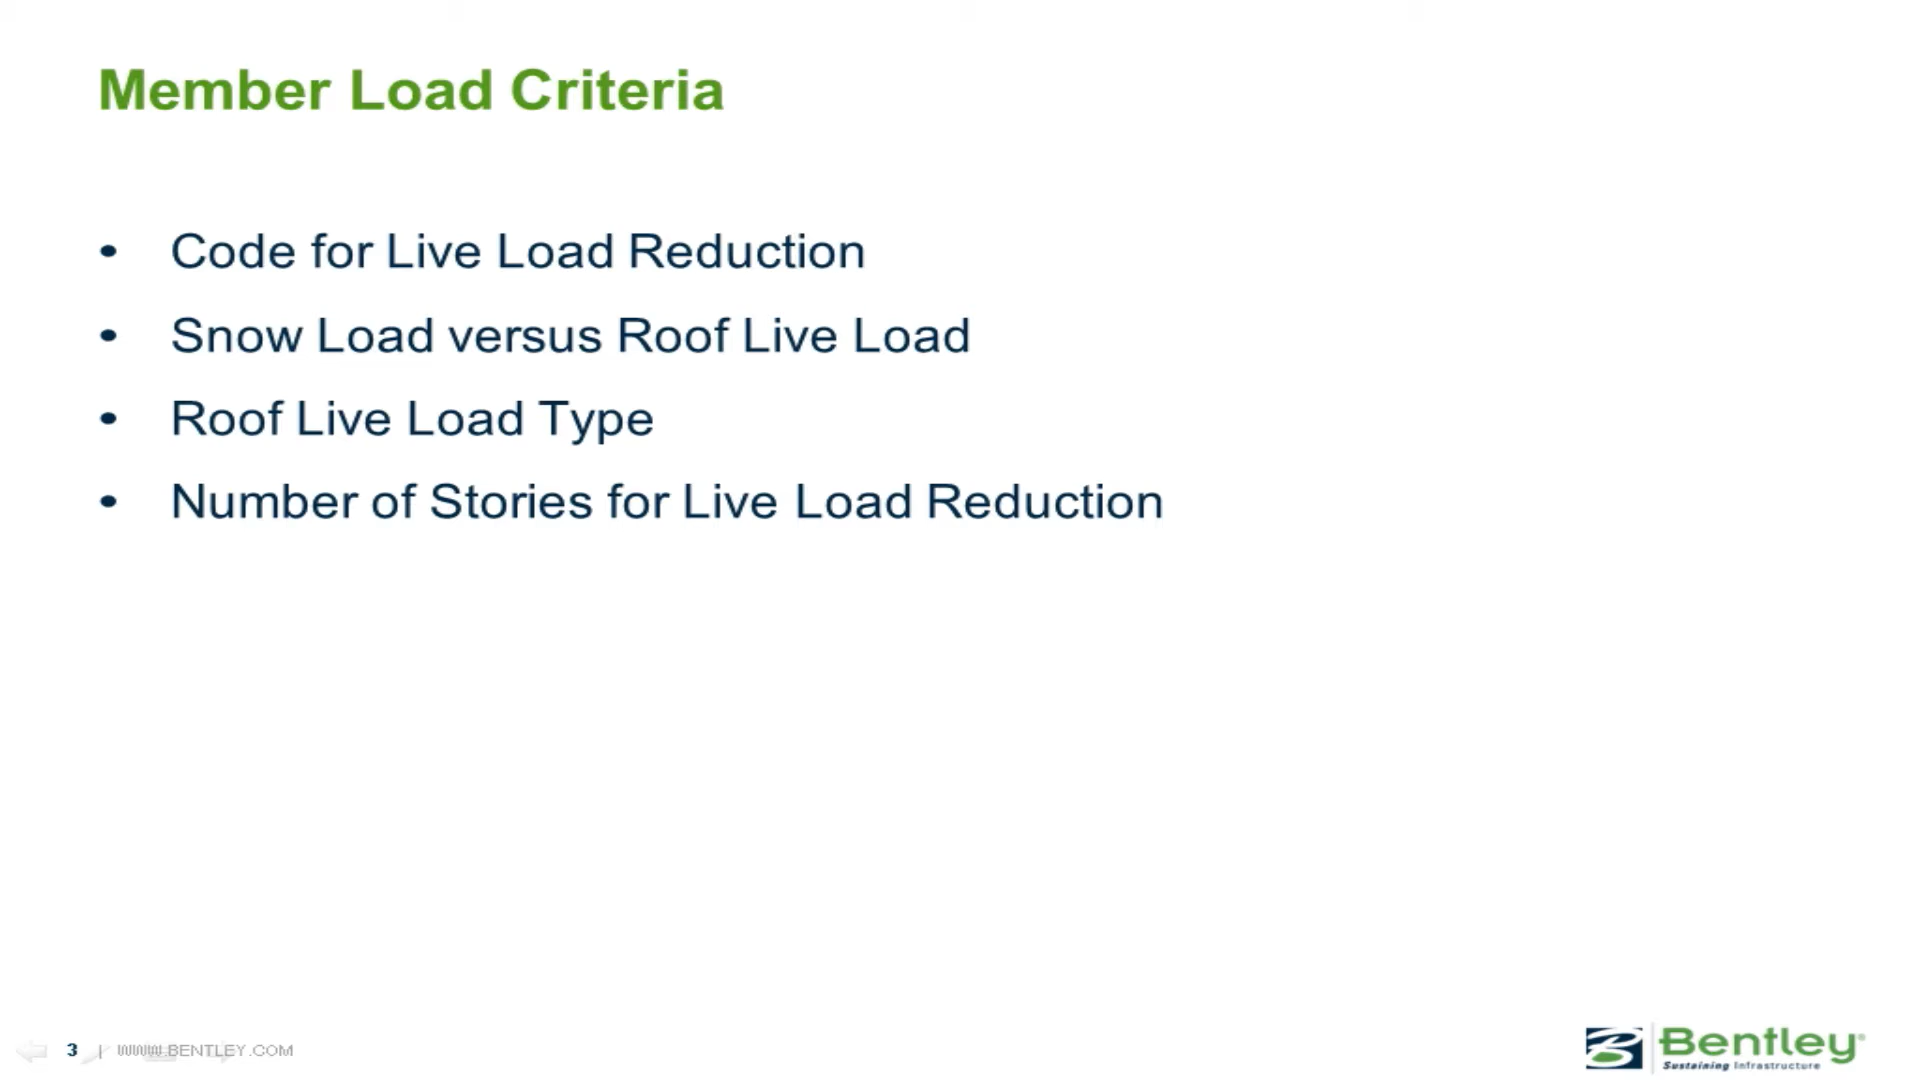 Member Load Criteria
• Code for Live Load Reduction
• Snow Load versus Roof Live Load
• Roof Live Load Type
• Number of Stories for Live Load Reduction
3 | WWW.BENTLEY.COM
Bentley®
Sustaining Infrastructure